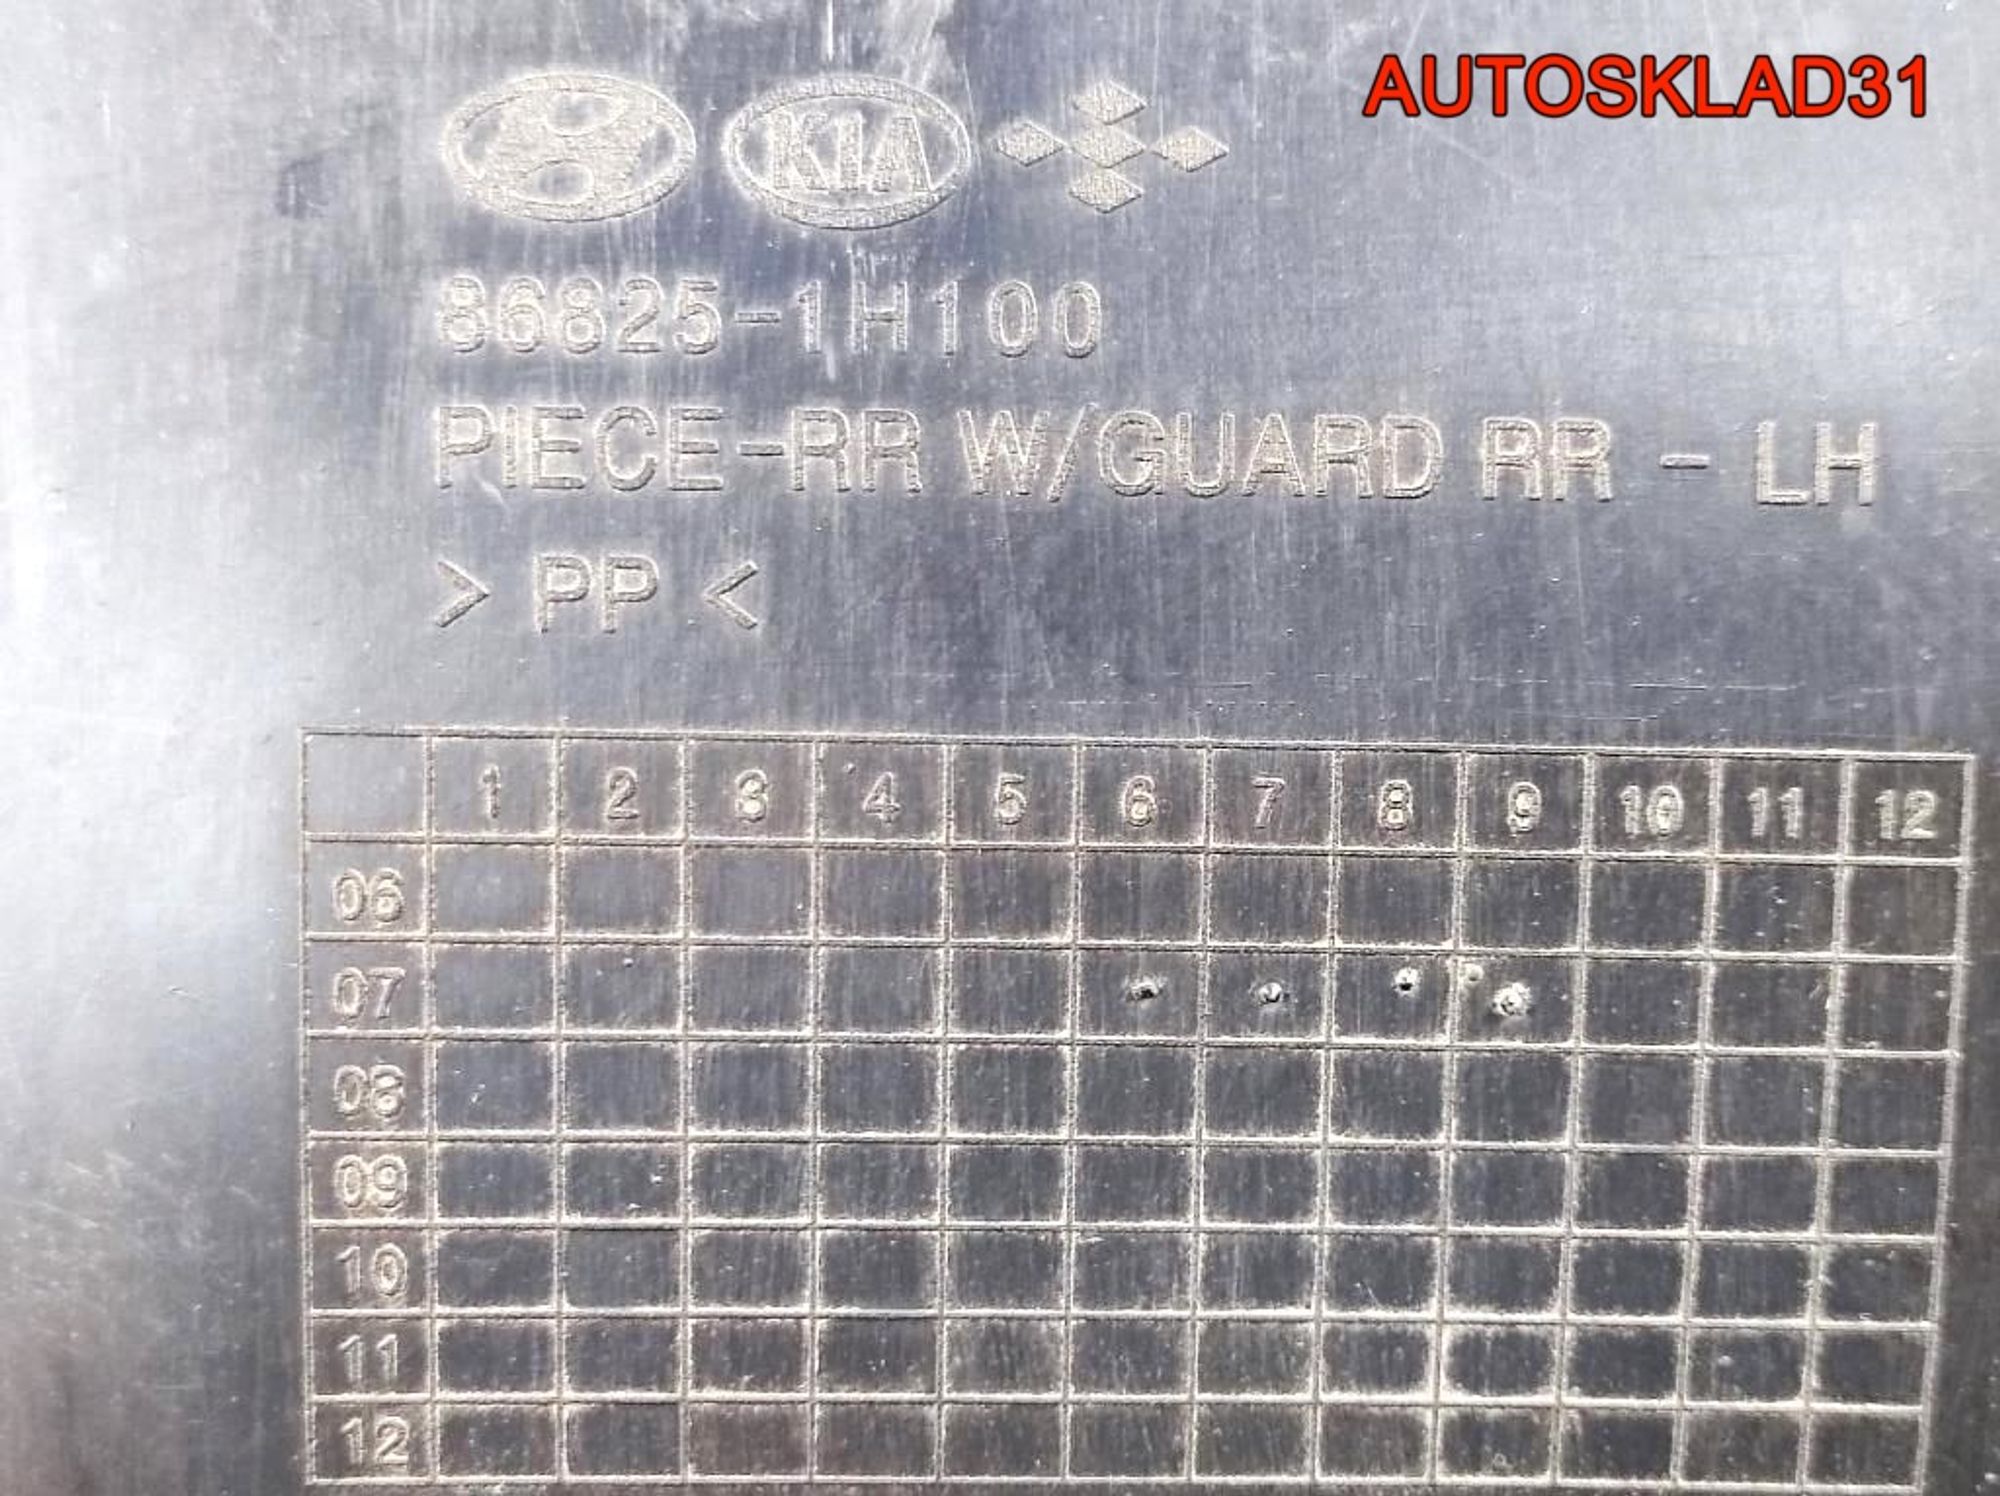 AUTOSKLAD31
KIA
86825-1H100
PIECE-RR W/GUARD RR - LH
> PP <
1 2 3 4 5 6 7 8 9 10 11 12
06
07
08
09
10
11
12